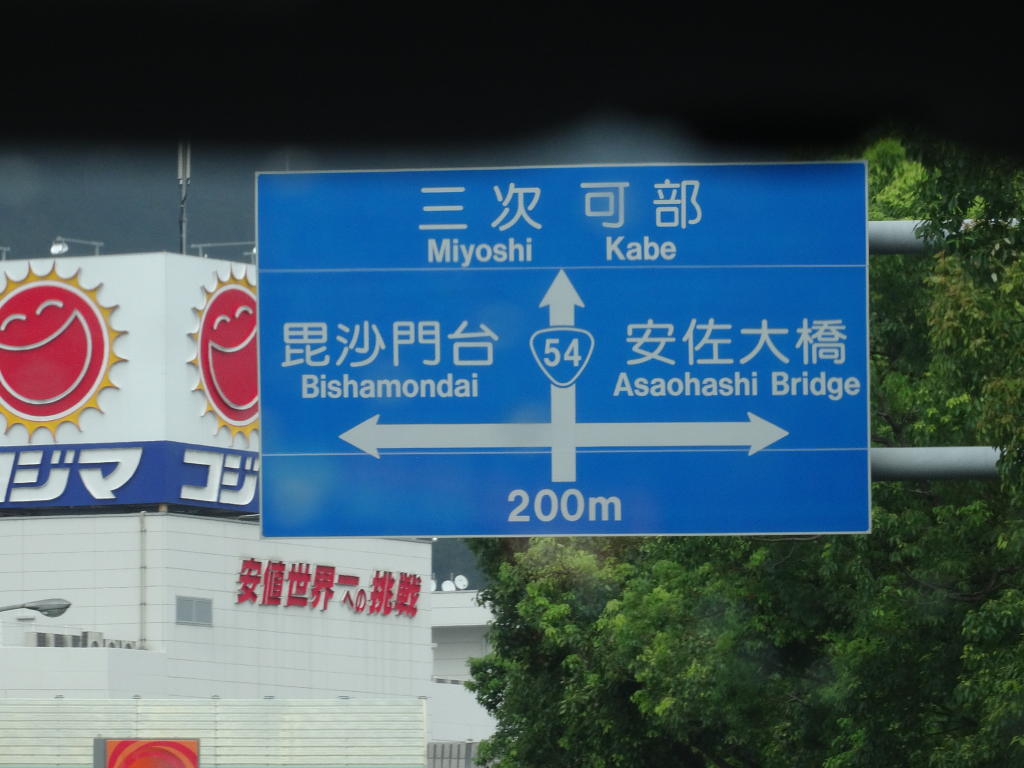 三次 可部
Miyoshi Kabe
毘沙門台
Bishamondai
54
安佐大橋
Asaohashi Bridge
200m
コジマ
コジ
安値世界一への挑戦